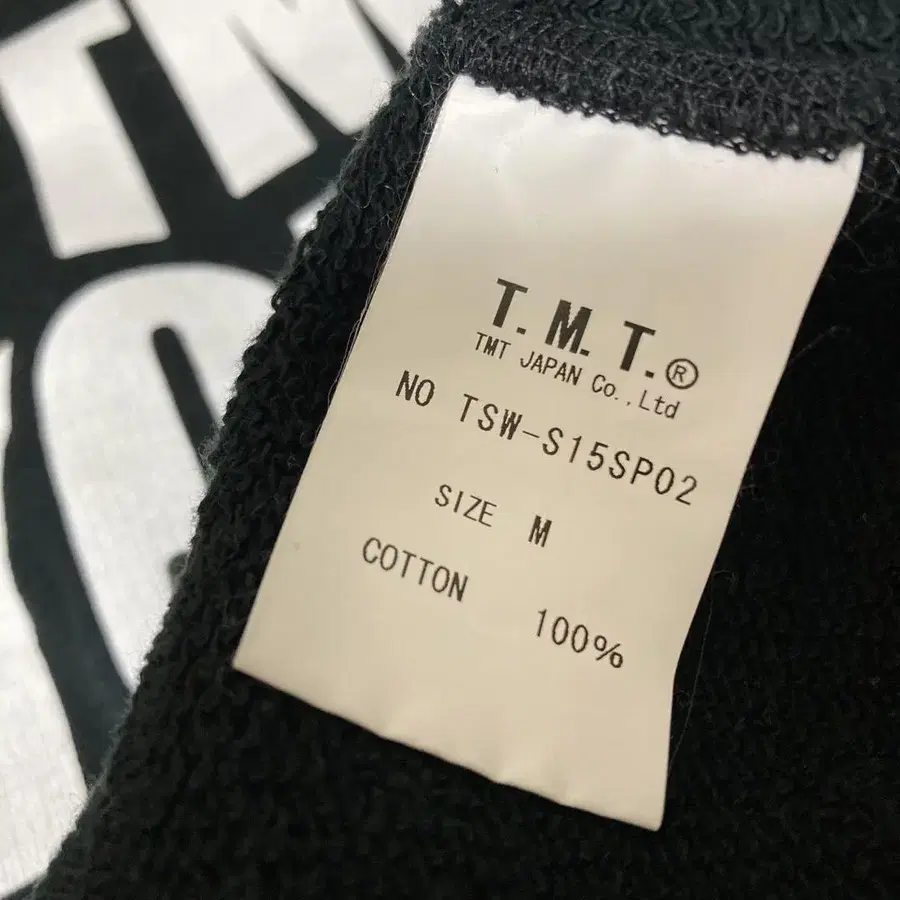 T.M.T.®
TMT JAPAN Co.,Ltd
NO TSW-S15SP02
SIZE M
COTTON 100%